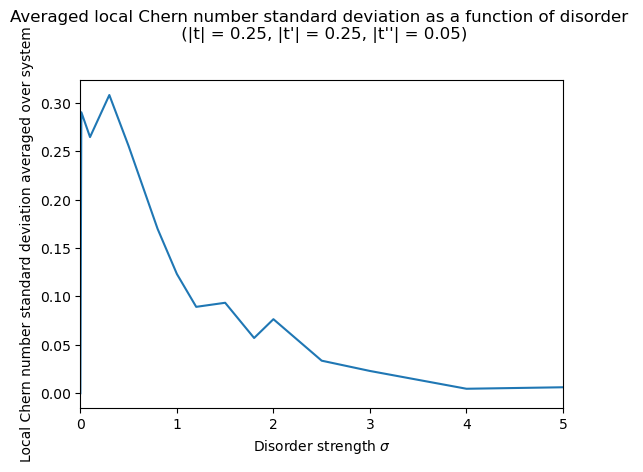 Averaged local Chern number standard deviation as a function of disorder
(|t| = 0.25, |t'| = 0.25, |t''| = 0.05)
Local Chern number standard deviation averaged over system
0.30
0.25
0.20
0.15
0.10
0.05
0.00
0 1 2 3 4 5
Disorder strength σ